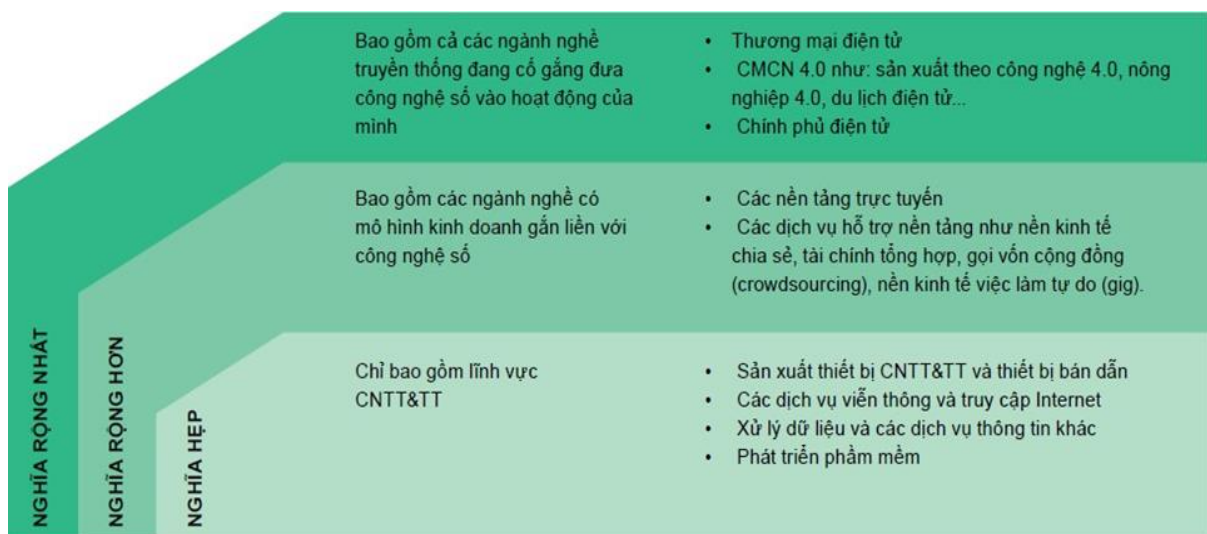 Bao gồm cả các ngành nghề
truyền thống đang cố gắng đưa
công nghệ số vào hoạt động của
mình
• Thương mại điện tử
• CMCN 4.0 như: sản xuất theo công nghệ 4.0, nông
nghiệp 4.0, du lịch điện tử...
• Chính phủ điện tử
Bao gồm các ngành nghề có
mô hình kinh doanh gắn liền với
công nghệ số
• Các nền tảng trực tuyến
• Các dịch vụ hỗ trợ nền tảng như nền kinh tế
chia sẻ, tài chính tổng hợp, gọi vốn cộng đồng
(crowdsourcing), nền kinh tế việc làm tự do (gig).
Chỉ bao gồm lĩnh vực
CNTT&TT
• Sản xuất thiết bị CNTT&TT và thiết bị bán dẫn
• Các dịch vụ viễn thông và truy cập Internet
• Xử lý dữ liệu và các dịch vụ thông tin khác
• Phát triển phầm mềm
NGHĨA RỘNG NHẤT
NGHĨA RỘNG HƠN
NGHĨA HẸP